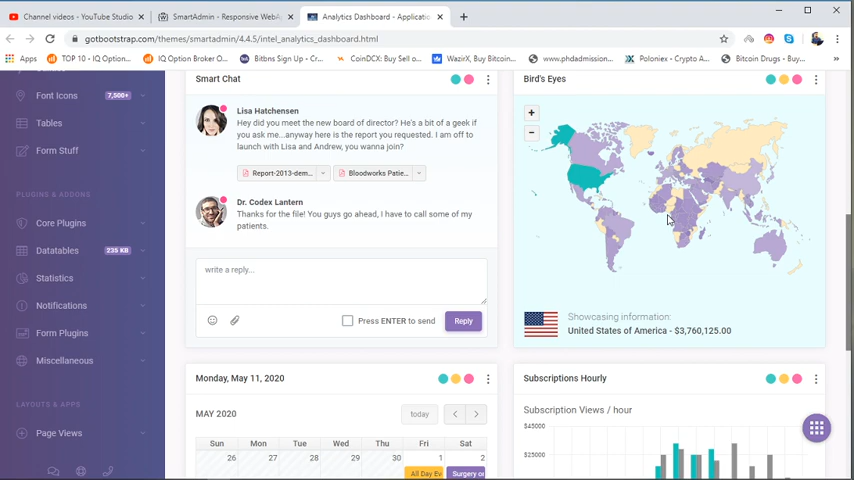 Channel videos - YouTube Studio
SmartAdmin - Responsive WebA
Analytics Dashboard - Applicatio
gotbootstrap.com/themes/smartadmin/4.4.5/intel_analytics_dashboard.html
Apps
TOP 10 - IQ Option...
IQ Option Broker O...
Bitbns Sign Up - Cr...
CoinDCX: Buy| Sell o...
WazirX, Buy Bitcoin...
www.phdadmission...
Poloniex - Crypto A...
Bitcoin Drugs - Buy...
Font Icons
7,500+
Tables
Form Stuff
PLUGINS & ADDONS
Core Plugins
Datatables
235 KB
Statistics
Notifications
Form Plugins
Miscellaneous
LAYOUTS & APPS
Page Views
Smart Chat
Lisa Hatchensen
Hey did you meet the new board of director? He's a bit of a geek if
you ask me...anyway here is the report you requested. I am off to
launch with Lisa and Andrew, you wanna join?
Report-2013-dem...
Bloodworks Patie...
Dr. Codex Lantern
Thanks for the file! You guys go ahead, I have to call some of my
patients.
write a reply...
Press ENTER to send
Reply
Bird's Eyes
+
−
Showcasing information:
United States of America - $3,760,125.00
Monday, May 11, 2020
MAY 2020
today
Sun Mon Tue Wed Thu Fri Sat
26 27 28 29 30 1 2
All Day Ev
Surgery on
Subscriptions Hourly
Subscription Views / hour
$45000
$25000